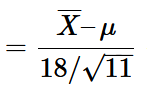 = (X̅ – μ) / (18/√11)